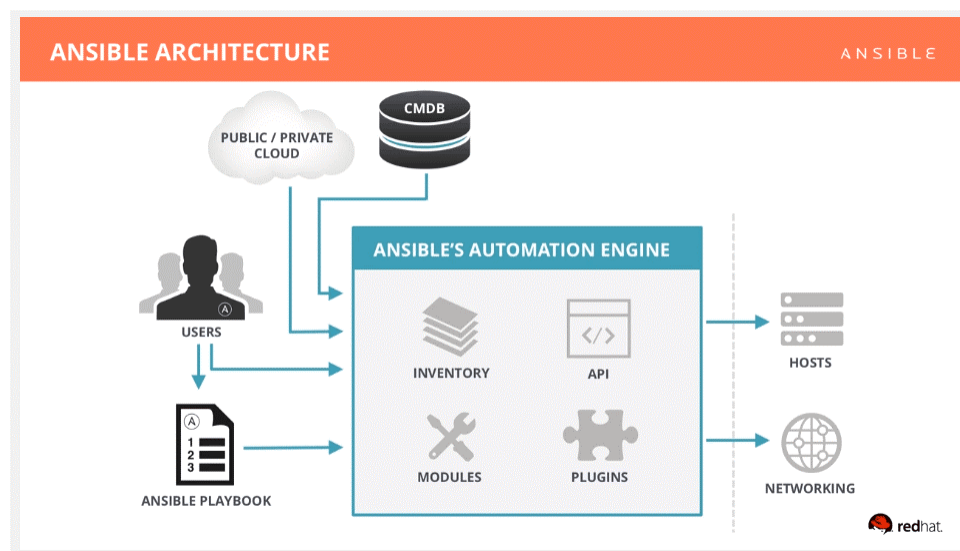 ANSIBLE ARCHITECTURE
ANSIBLE
PUBLIC / PRIVATE
CLOUD
CMDB
ANSIBLE'S AUTOMATION ENGINE
A
USERS
INVENTORY
</>
API
HOSTS
A
1
2
3
ANSIBLE PLAYBOOK
MODULES
PLUGINS
NETWORKING
redhat.